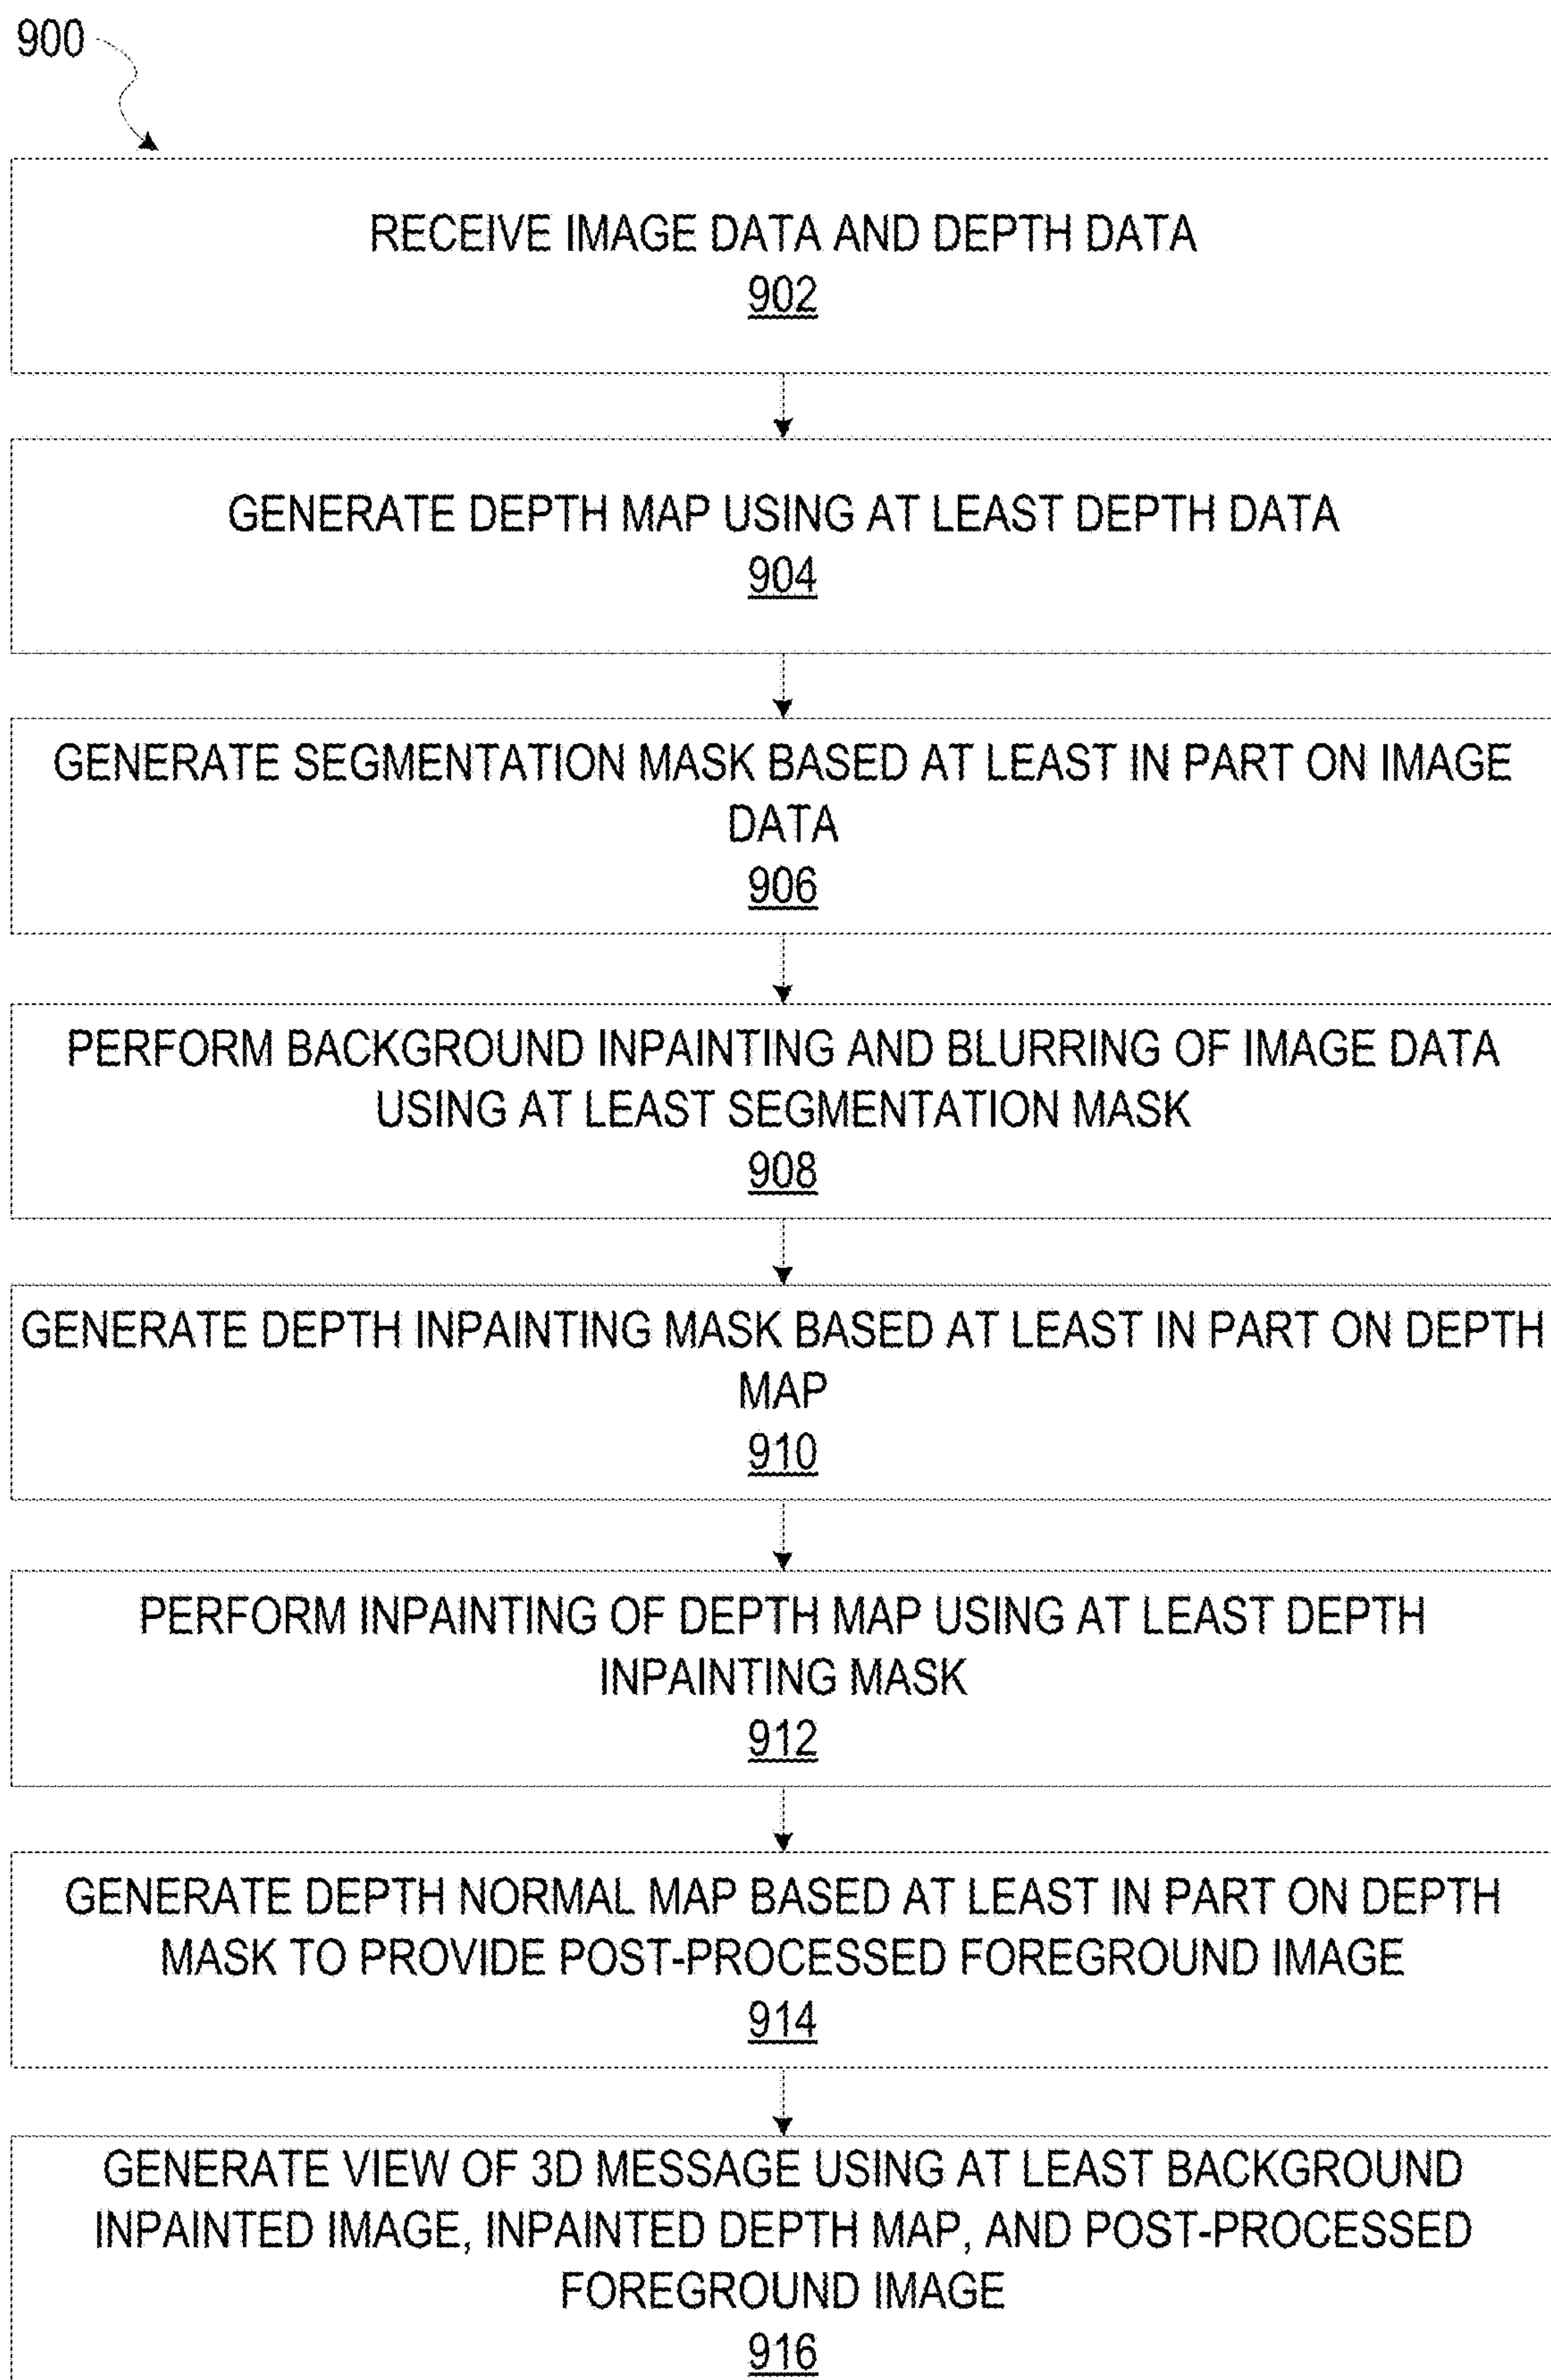 900
RECEIVE IMAGE DATA AND DEPTH DATA
902
GENERATE DEPTH MAP USING AT LEAST DEPTH DATA
904
GENERATE SEGMENTATION MASK BASED AT LEAST IN PART ON IMAGE
DATA
906
PERFORM BACKGROUND INPAINTING AND BLURRING OF IMAGE DATA
USING AT LEAST SEGMENTATION MASK
908
GENERATE DEPTH INPAINTING MASK BASED AT LEAST IN PART ON DEPTH
MAP
910
PERFORM INPAINTING OF DEPTH MAP USING AT LEAST DEPTH
INPAINTING MASK
912
GENERATE DEPTH NORMAL MAP BASED AT LEAST IN PART ON DEPTH
MASK TO PROVIDE POST-PROCESSED FOREGROUND IMAGE
914
GENERATE VIEW OF 3D MESSAGE USING AT LEAST BACKGROUND
INPAINTED IMAGE, INPAINTED DEPTH MAP, AND POST-PROCESSED
FOREGROUND IMAGE
916